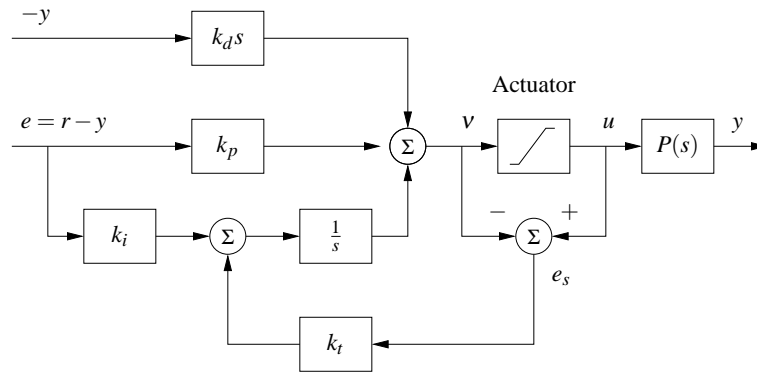 −y
k_d s
Actuator
e = r − y
k_p
Σ
ν
u
P(s)
y
k_i
Σ
1/s
− +
Σ
e_s
k_t